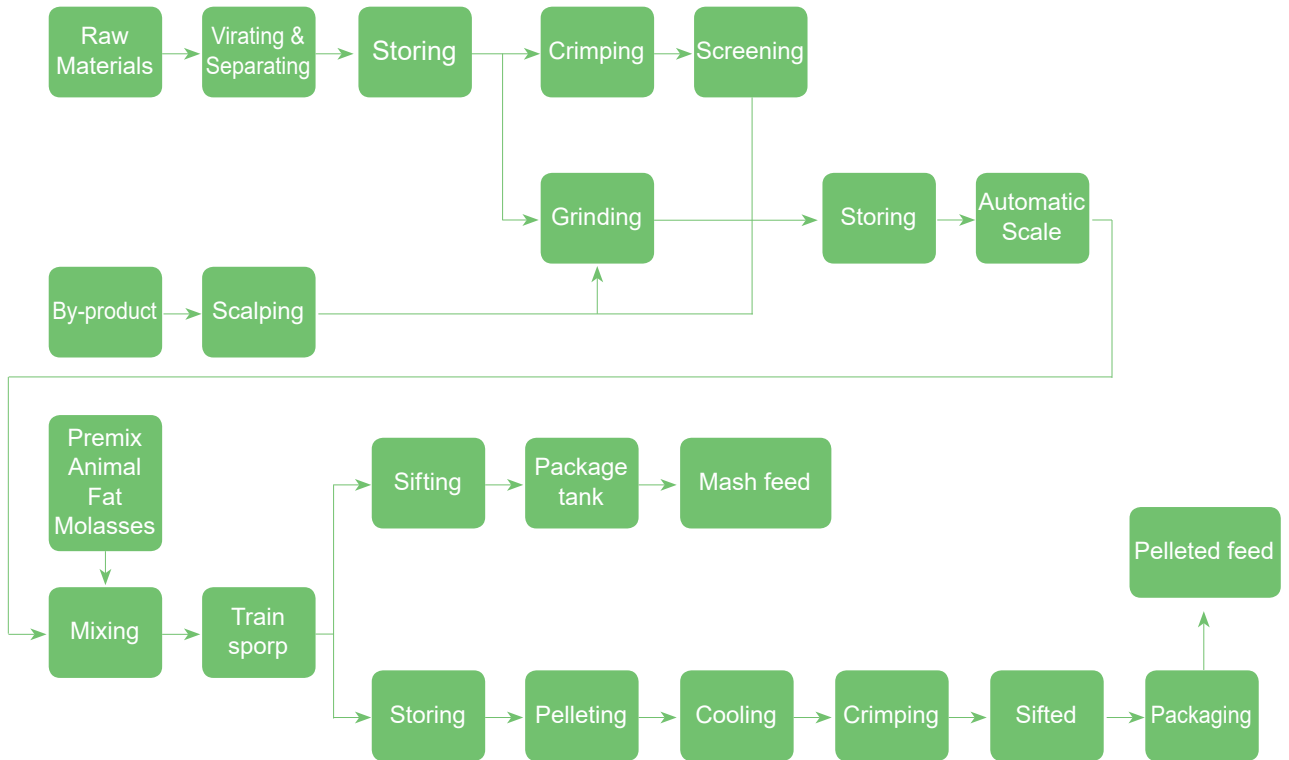 Raw
Materials
Virating &
Separating
Storing
Crimping
Screening
Grinding
Storing
Automatic
Scale
By-product
Scalping
Premix
Animal
Fat
Molasses
Sifting
Package
tank
Mash feed
Pelleted feed
Mixing
Train
sporp
Storing
Pelleting
Cooling
Crimping
Sifted
Packaging